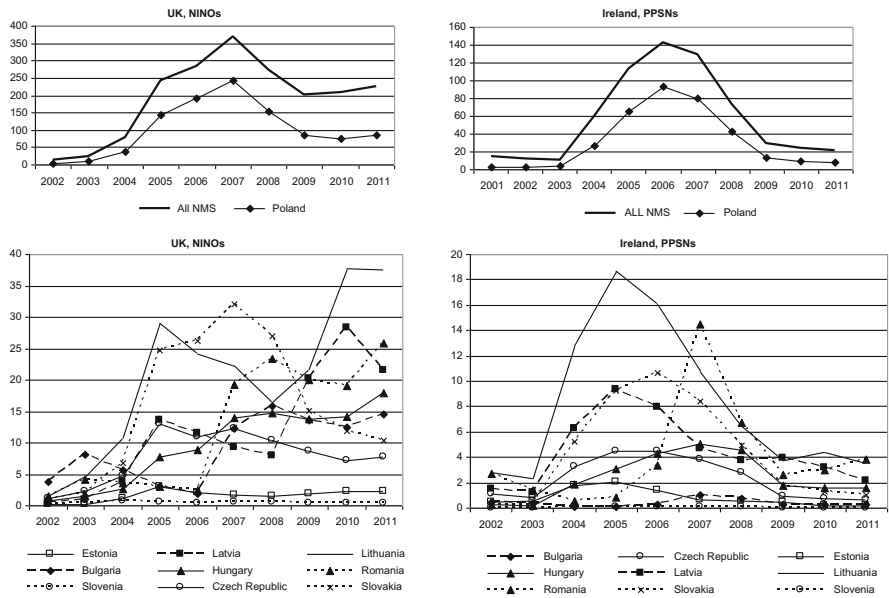 UK, NINOs
400
350
300
250
200
150
100
50
0
2002 2003 2004 2005 2006 2007 2008 2009 2010 2011
All NMS Poland
Ireland, PPSNs
160
140
120
100
80
60
40
20
0
2001 2002 2003 2004 2005 2006 2007 2008 2009 2010 2011
ALL NMS Poland
UK, NINOs
40
35
30
25
20
15
10
5
0
2002 2003 2004 2005 2006 2007 2008 2009 2010 2011
Estonia Latvia Lithuania
Bulgaria Hungary Romania
Slovenia Czech Republic Slovakia
Ireland, PPSNs
20
18
16
14
12
10
8
6
4
2
0
2002 2003 2004 2005 2006 2007 2008 2009 2010 2011
Bulgaria Czech Republic Estonia
Hungary Latvia Lithuania
Romania Slovakia Slovenia